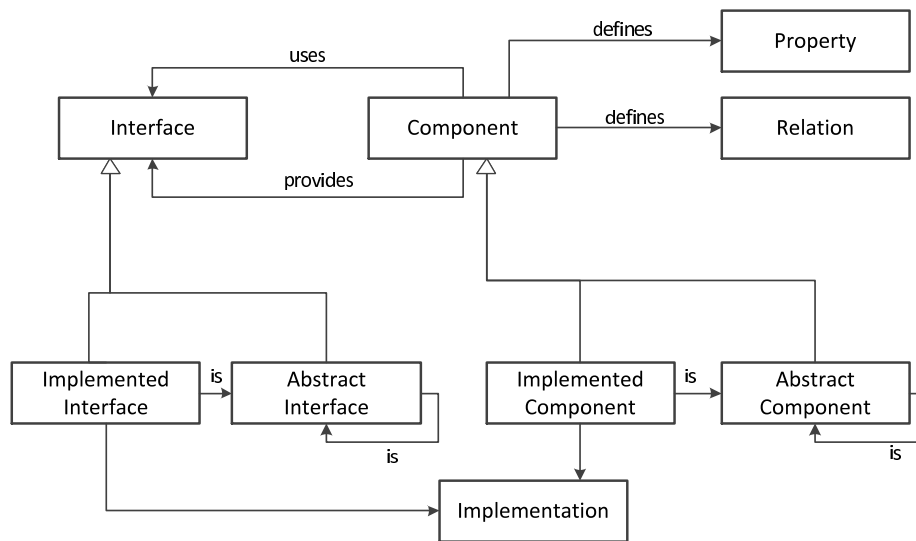 defines
Property
uses
Interface
Component
defines
Relation
provides
Implemented
Interface
is
Abstract
Interface
is
Implemented
Component
is
Abstract
Component
is
Implementation